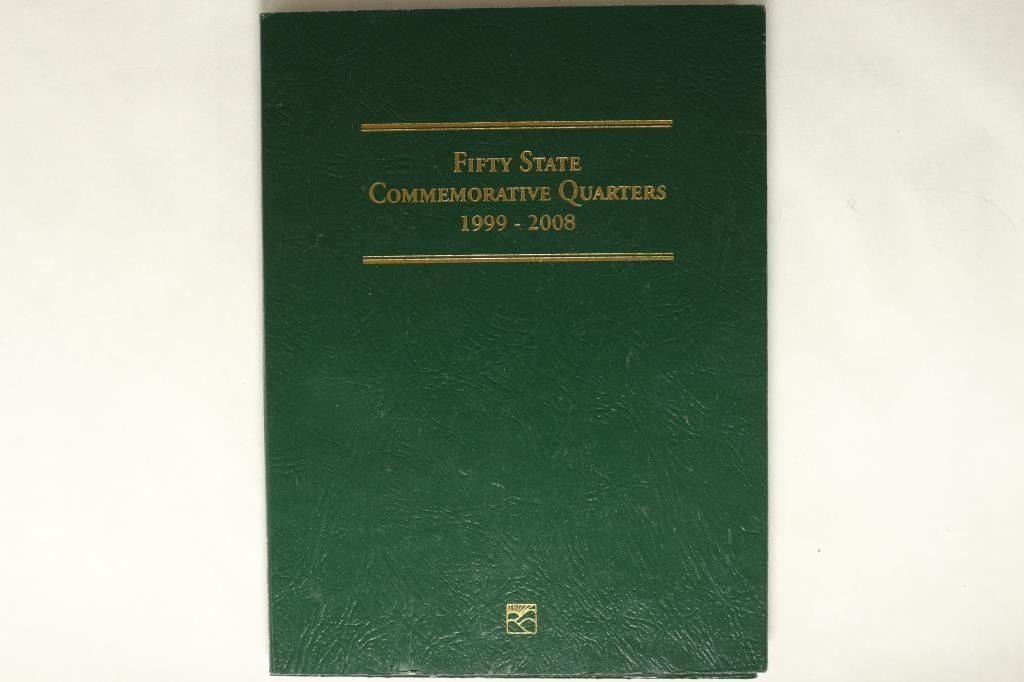 Fifty State
Commemorative Quarters
1999 - 2008